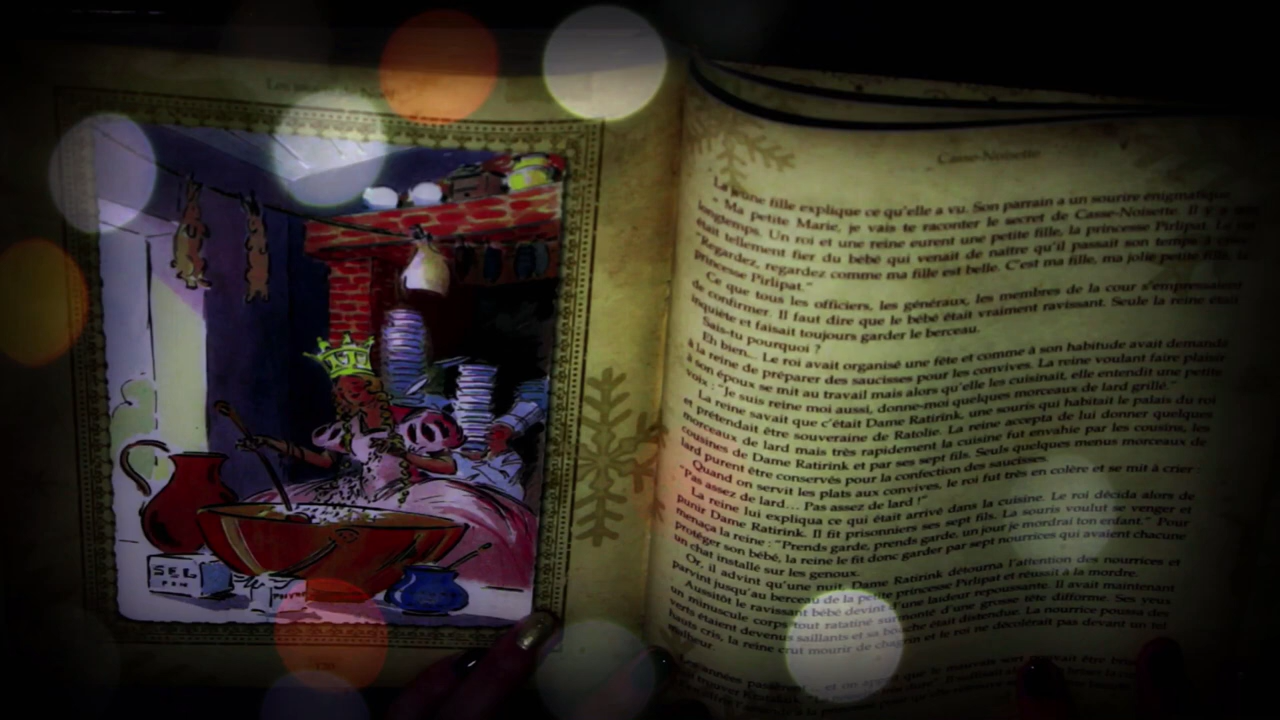 SEL
FIN
Casse-Noisette
La jeune fille explique ce qu'elle a vu. Son parrain a un sourire énigmatique.
" Ma petite Marie, je vais te raconter le secret de Casse-Noisette. Il y a
longtemps. Un roi et une reine eurent une petite fille, la princesse Pirlipat. Le roi
était tellement fier du bébé qui venait de naître qu'il passait son temps à
"Regardez, regardez comme ma fille est belle. C'est ma fille, ma jolie petite fille, la
princesse Pirlipat."
Ce que tous les officiers, les généraux, les membres de la cour s'empressaient
de confirmer. Il faut dire que le bébé était vraiment ravissant. Seule la reine était
inquiète et faisait toujours garder le berceau.
Sais-tu pourquoi ?
Eh bien... Le roi avait organisé une fête et comme à son habitude avait demandé
à la reine de préparer des saucisses pour les convives. La reine voulant faire plaisir
à son époux se mit au travail mais alors qu'elle les cuisinait, elle entendit une petite
voix : "Je suis reine moi aussi, donne-moi quelques morceaux de lard grillé."
La reine savait que c'était Dame Ratirink, une souris qui habitait le palais du roi
et prétendait être souveraine de Ratolie. La reine accepta de lui donner quelques
morceaux de lard mais très rapidement la cuisine fut envahie par les cousins, les
cousines de Dame Ratirink et par ses sept fils. Seuls quelques menus morceaux de
lard purent être conservés pour la confection des saucisses.
Quand on servit les plats aux convives, le roi fut très en colère et se mit à crier :
"Pas assez de lard... Pas assez de lard !"
La reine lui expliqua ce qui était arrivé dans la cuisine. Le roi décida alors de
punir Dame Ratirink. Il fit prisonniers ses sept fils. La souris voulut se venger et
menaça la reine : "Prends garde, prends garde, un jour je mordrai ton enfant." Pour
protéger son bébé, la reine le fit donc garder par sept nourrices qui avaient chacune
un chat installé sur les genoux.
Or, il advint qu'une nuit, Dame Ratirink détourna l'attention des nourrices et
parvint jusqu'au berceau de la petite princesse Pirlipat et réussit à la mordre.
Aussitôt le ravissant bébé devint d'une laideur repoussante. Il avait maintenant
un minuscule corps tout ratatiné surmonté d'une grosse tête difforme. Ses yeux
verts étaient devenus saillants et sa bouche était distendue. La nourrice poussa des
hauts cris, la reine crut mourir de chagrin et le roi ne décolérait pas devant un tel
malheur.
années passèrent... et on apprit que le mauvais sort pouvait être